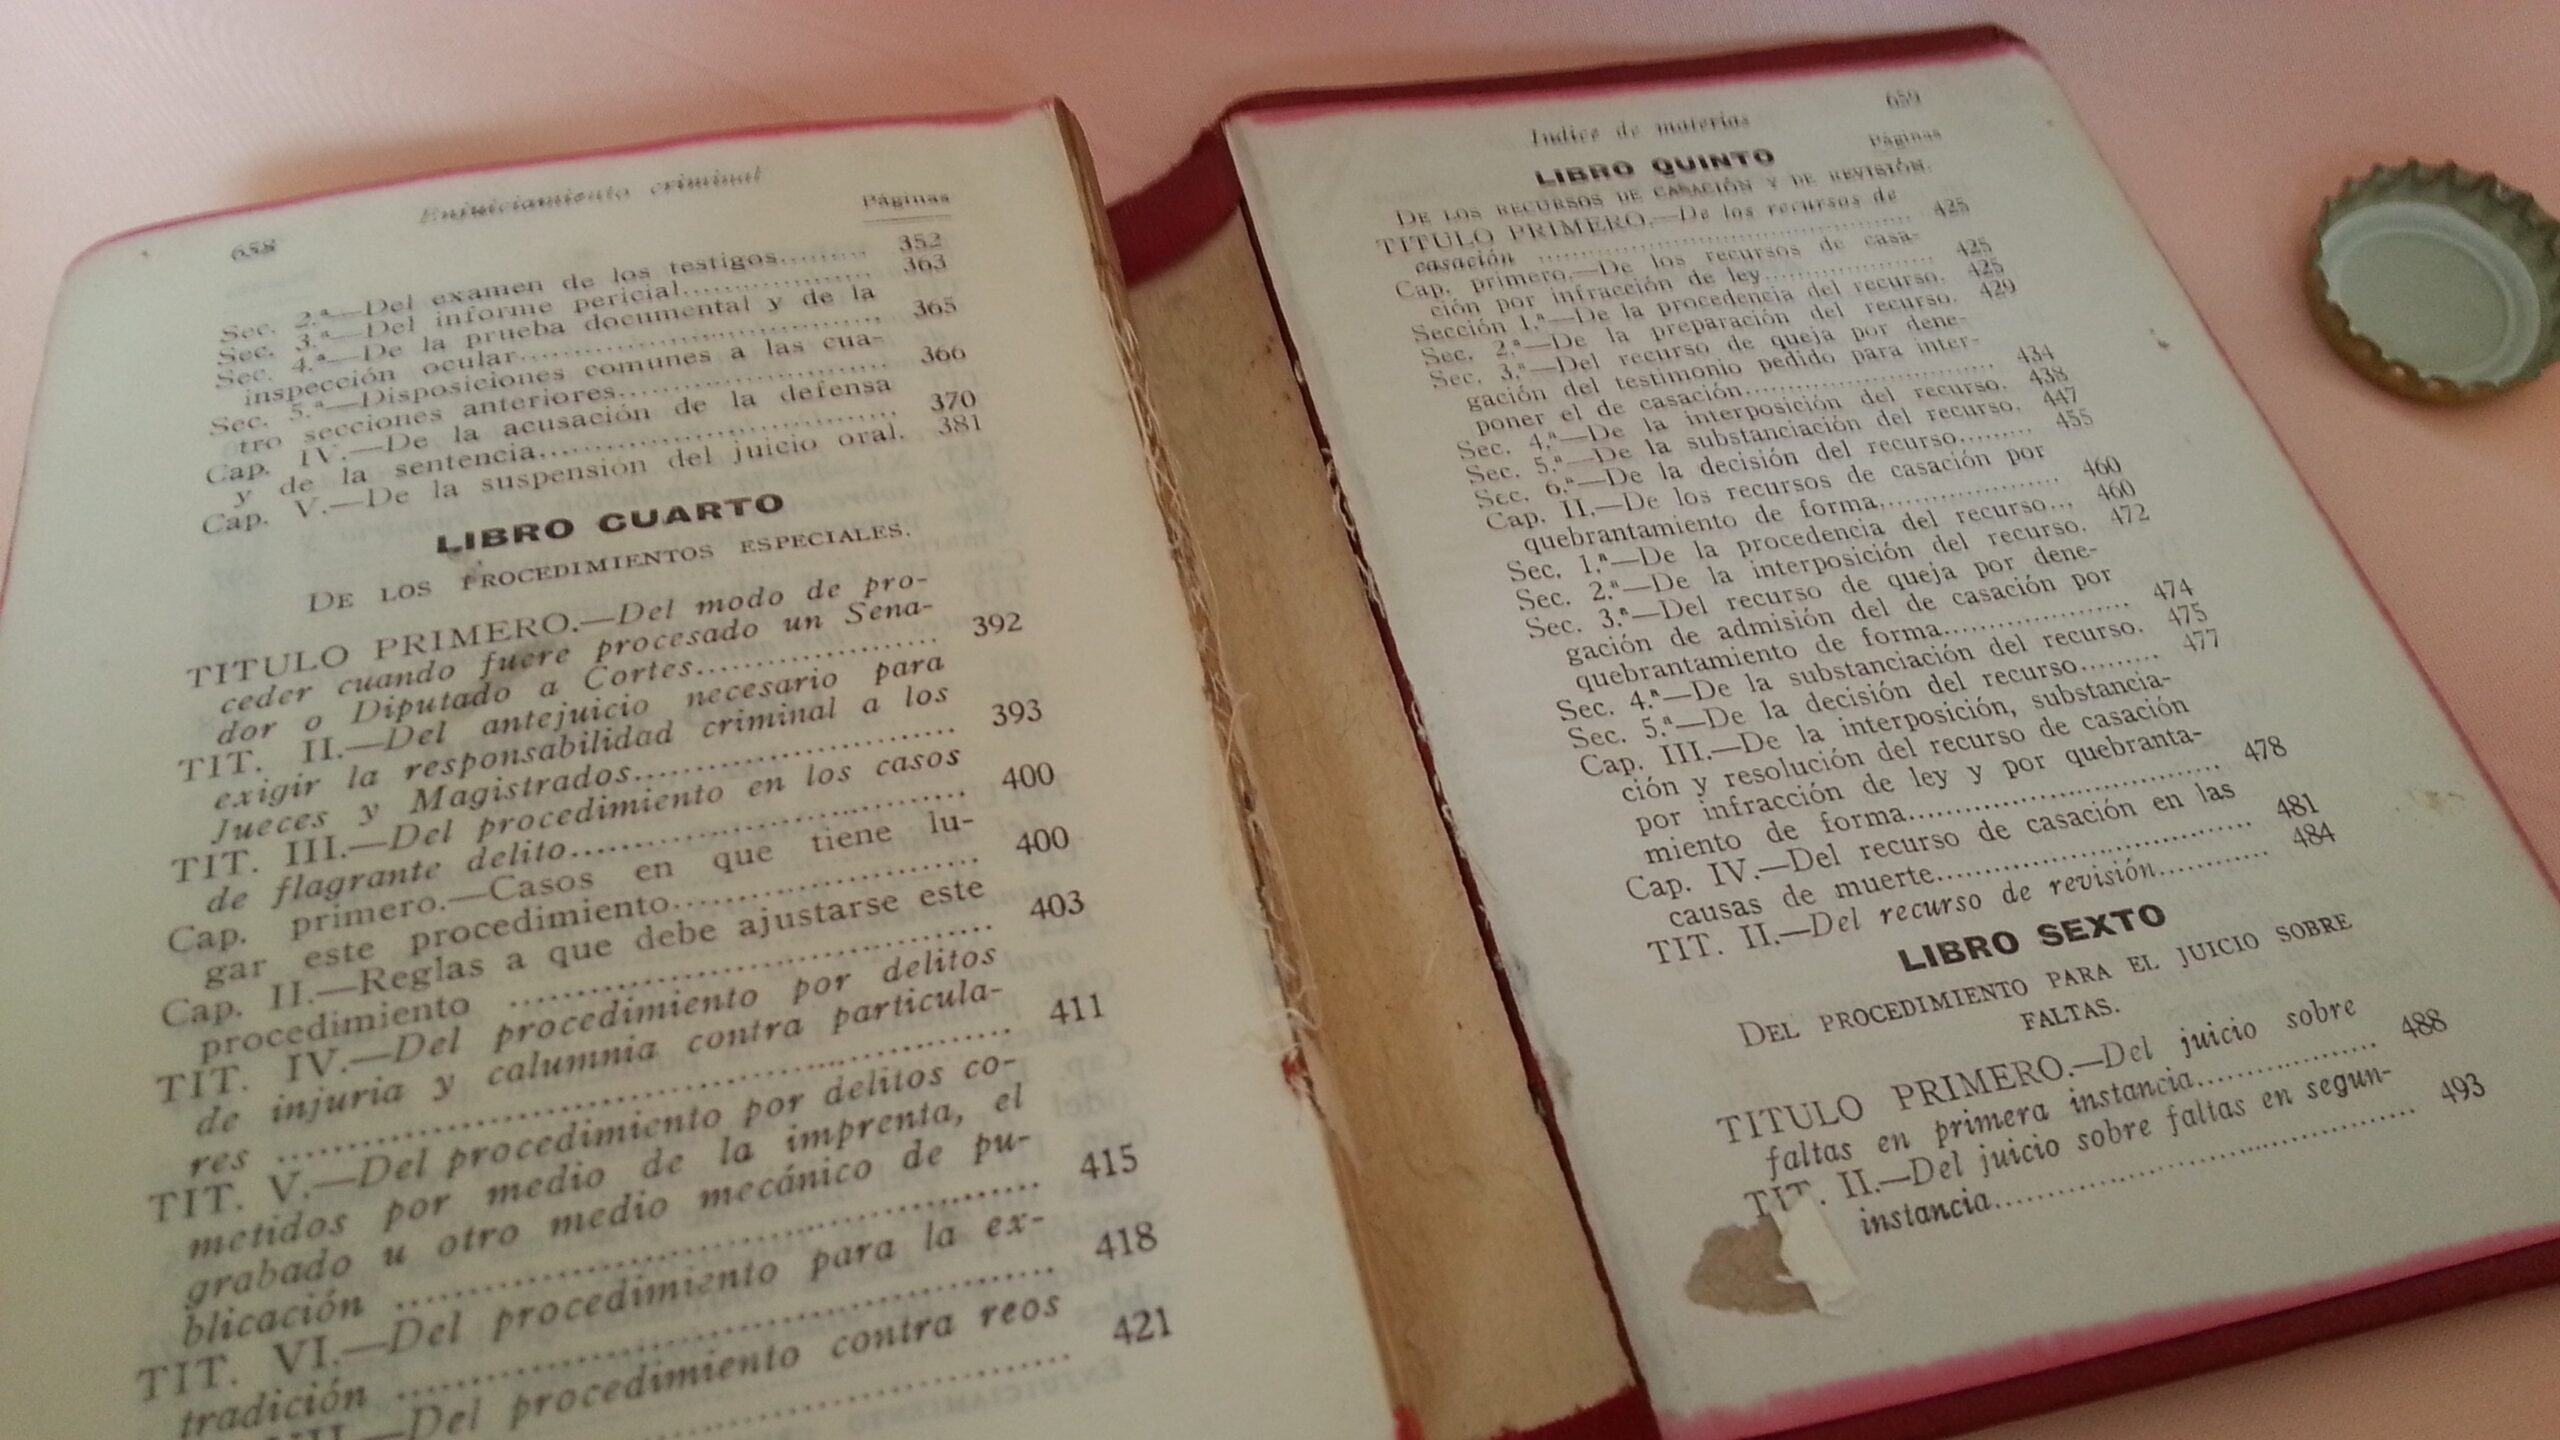 658
Enjuiciamiento criminal
Páginas
Sec. 2.ª—Del examen de los testigos......... 352
Sec. 3.ª—Del informe pericial.................. 363
Sec. 4.ª—De la prueba documental y de la
inspección ocular.................................. 365
Sec. 5.ª—Disposiciones comunes a las cua-
tro secciones anteriores......................... 366
Cap. IV.—De la acusación de la defensa
y de la sentencia.................................. 370
Cap. V.—De la suspensión del juicio oral. 381
LIBRO CUARTO
DE LOS PROCEDIMIENTOS ESPECIALES.
TITULO PRIMERO.—Del modo de pro-
ceder cuando fuere procesado un Sena-
dor o Diputado a Cortes...................... 392
TIT. II.—Del antejuicio necesario para
exigir la responsabilidad criminal a los
Jueces y Magistrados............................ 393
TIT. III.—Del procedimiento en los casos
de flagrante delito................................ 400
Cap. primero.—Casos en que tiene lu-
gar este procedimiento......................... 400
Cap. II.—Reglas a que debe ajustarse este
procedimiento .................................... 403
TIT. IV.—Del procedimiento por delitos
de injuria y calumnia contra particula-
res ..................................................... 411
TIT. V.—Del procedimiento por delitos co-
metidos por medio de la imprenta, el
grabado u otro medio mecánico de pu-
blicación ............................................ 415
TIT. VI.—Del procedimiento para la ex-
tradición ............................................ 418
VII.—Del procedimiento contra reos
........................................ 421
Indice de materias
659
Páginas
LIBRO QUINTO
DE LOS RECURSOS DE CASACIÓN Y DE REVISIÓN.
TITULO PRIMERO.—De los recursos de
casación .............................................. 425
Cap. primero.—De los recursos de casa-
ción por infracción de ley...................... 425
Sección 1.ª—De la procedencia del recurso. 425
Sec. 2.ª—De la preparación del recurso. 429
Sec. 3.ª—Del recurso de queja por dene-
gación del testimonio pedido para inter-
poner el de casación............................. 434
Sec. 4.ª—De la interposición del recurso. 438
Sec. 5.ª—De la substanciación del recurso. 447
Sec. 6.ª—De la decisión del recurso......... 455
Cap. II.—De los recursos de casación por
quebrantamiento de forma..................... 460
Sec. 1.ª—De la procedencia del recurso... 460
Sec. 2.ª—De la interposición del recurso. 472
Sec. 3.ª—Del recurso de queja por dene-
gación de admisión del de casación por
quebrantamiento de forma..................... 474
Sec. 4.ª—De la substanciación del recurso. 475
Sec. 5.ª—De la decisión del recurso......... 477
Cap. III.—De la interposición, substancia-
ción y resolución del recurso de casación
por infracción de ley y por quebranta-
miento de forma.................................. 478
Cap. IV.—Del recurso de casación en las
causas de muerte.................................. 481
TIT. II.—Del recurso de revisión............ 484
LIBRO SEXTO
DEL PROCEDIMIENTO PARA EL JUICIO SOBRE
FALTAS.
TITULO PRIMERO.—Del juicio sobre
faltas en primera instancia................... 488
TIT. II.—Del juicio sobre faltas en segun-
instancia............................................. 493